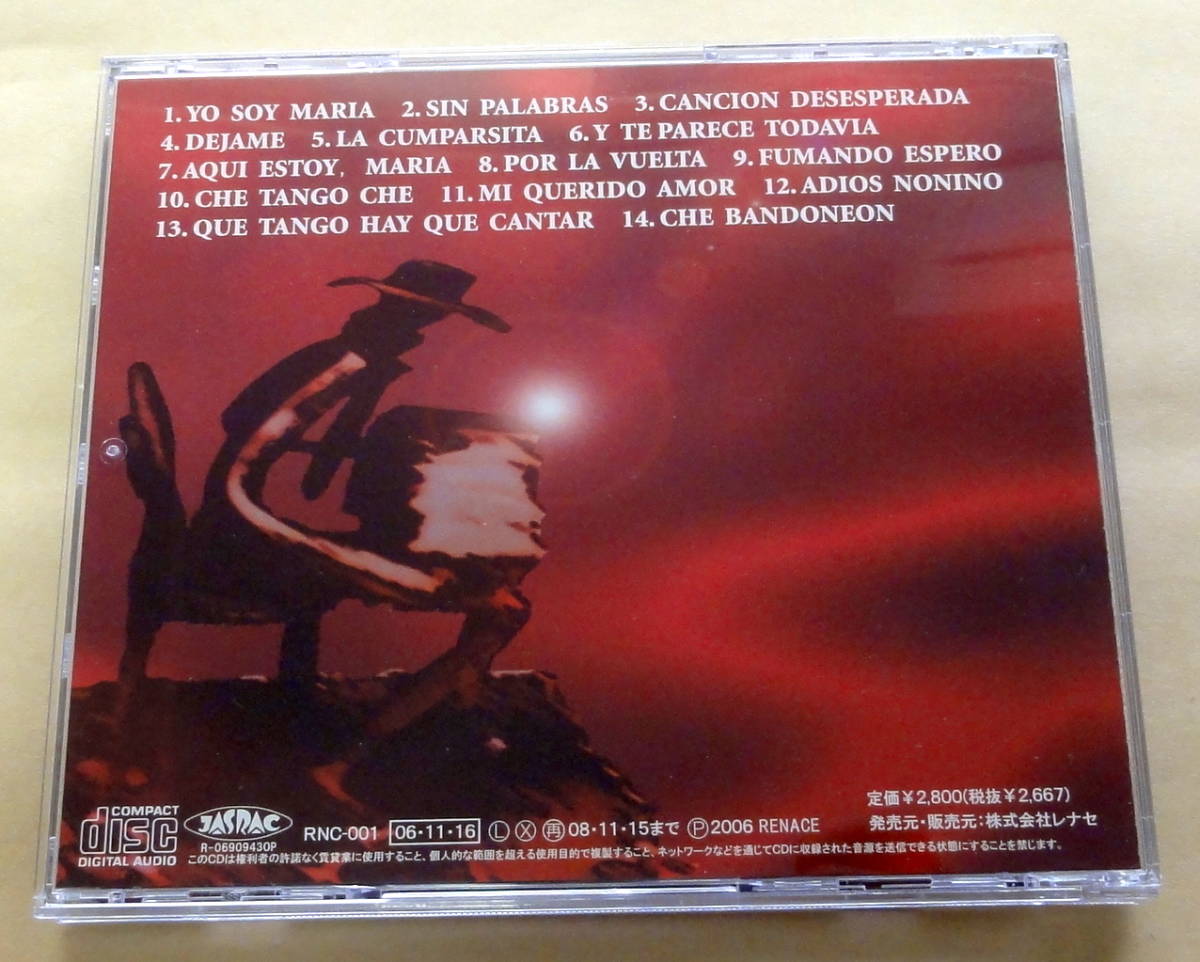 1. YO SOY MARIA 2. SIN PALABRAS 3. CANCION DESESPERADA
4. DEJAME 5. LA CUMPARSITA 6. Y TE PARECE TODAVIA
7. AQUI ESTOY, MARIA 8. POR LA VUELTA 9. FUMANDO ESPERO
10. CHE TANGO CHE 11. MI QUERIDO AMOR 12. ADIOS NONINO
13. QUE TANGO HAY QUE CANTAR 14. CHE BANDONEON
定価￥2,800(税抜￥2,667)
発売元・販売元：株式会社レナセ
COMPACT
disc
DIGITAL AUDIO
JASRAC
R-06909430P
RNC-001 06・11・16 Ⓛ Ⓧ 再 08・11・15まで Ⓟ2006 RENACE
このCDは権利者の許諾なく賃貸業に使用すること、個人的な範囲を超える使用目的で複製すること、ネットワークなどを通じてCDに収録された音源を送信できる状態にすることを禁じます。